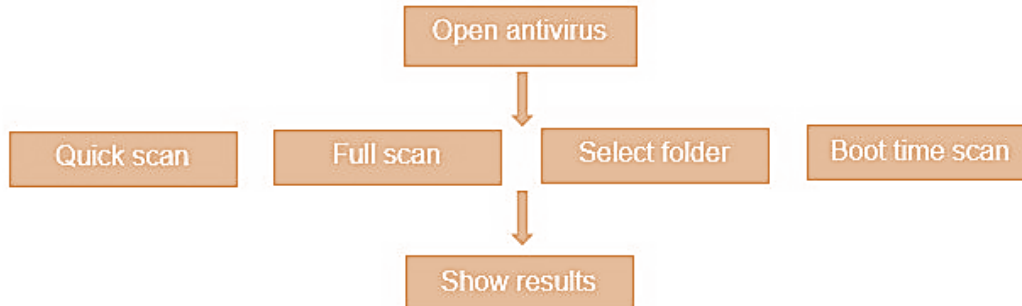 Open antivirus
Quick scan
Full scan
Select folder
Boot time scan
Show results